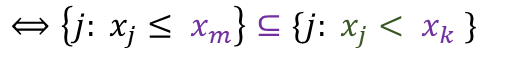 ⟺ {j: x_j ≤ x_m} ⊆ {j: x_j < x_k }